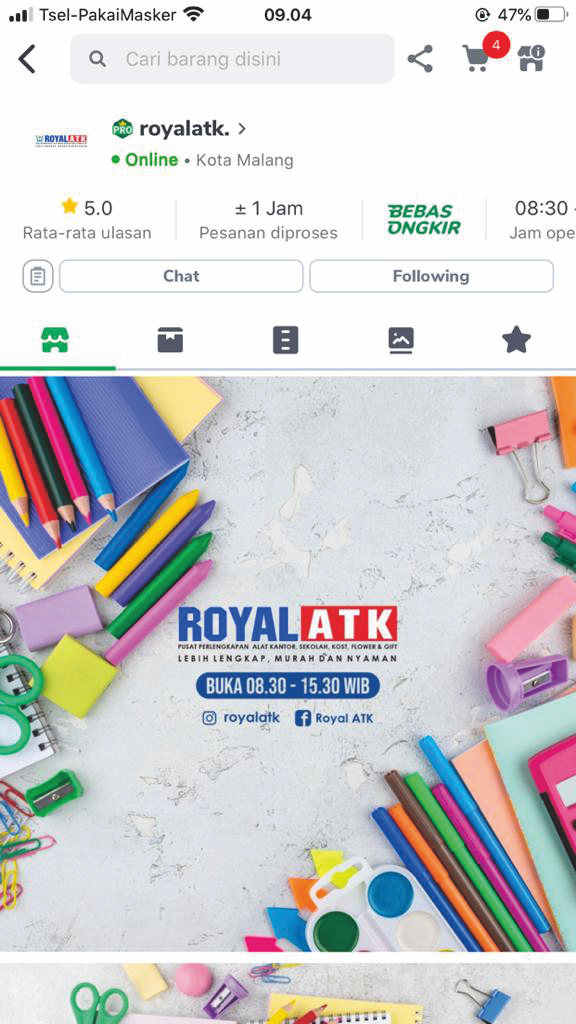 Tsel-PakaiMasker 09.04 47%
Cari barang disini
4
ROYALATK
PRO royalatk.
Online • Kota Malang
5.0
Rata-rata ulasan
± 1 Jam
Pesanan diproses
BEBAS
ONGKIR
08:30 -
Jam ope
Chat
Following
ROYAL ATK
PUSAT PERLENGKAPAN ALAT KANTOR, SEKOLAH, KOST, FLOWER & GIFT
LEBIH LENGKAP, MURAH DAN NYAMAN
BUKA 08.30 - 15.30 WIB
royalatk Royal ATK